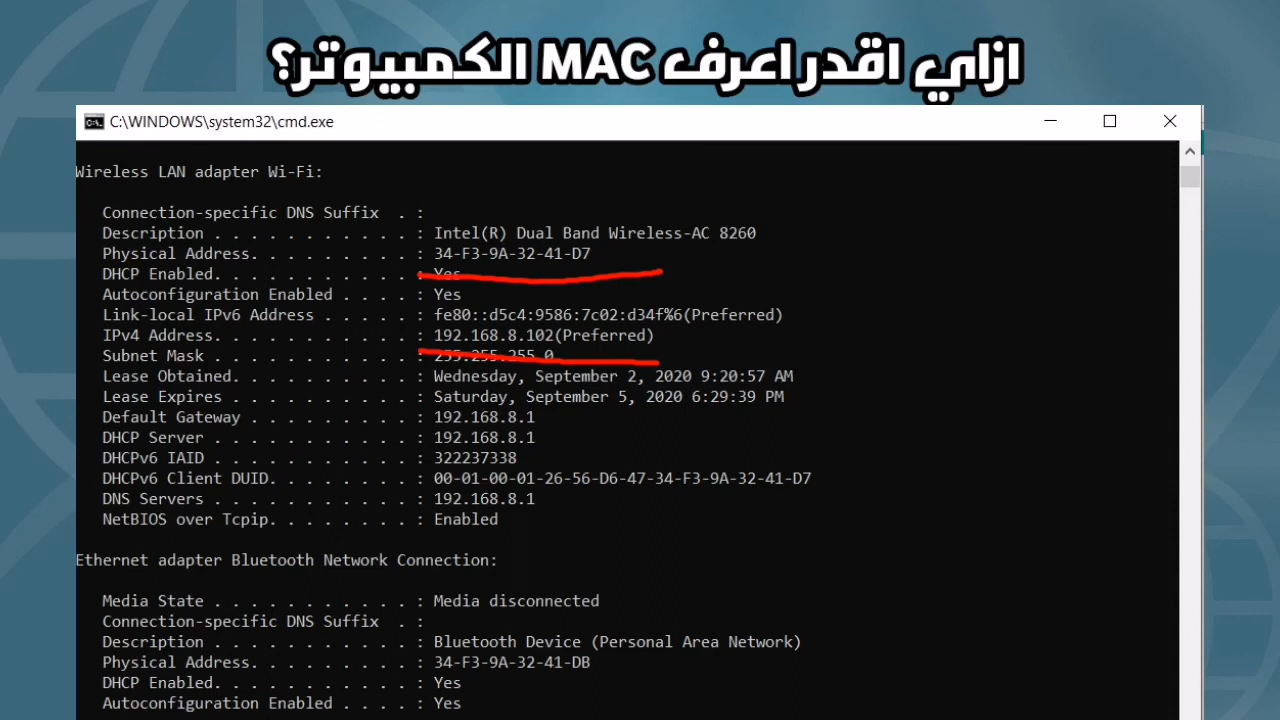 ازاي اقدر اعرف MAC الكمبيوتر؟
C:\WINDOWS\system32\cmd.exe
Wireless LAN adapter Wi-Fi:
Connection-specific DNS Suffix  . :
Description . . . . . . . . . . . : Intel(R) Dual Band Wireless-AC 8260
Physical Address. . . . . . . . . : 34-F3-9A-32-41-D7
DHCP Enabled. . . . . . . . . . . : Yes
Autoconfiguration Enabled . . . . : Yes
Link-local IPv6 Address . . . . . : fe80::d5c4:9586:7c02:d34f%6(Preferred)
IPv4 Address. . . . . . . . . . . : 192.168.8.102(Preferred)
Subnet Mask . . . . . . . . . . . : 255.255.255.0
Lease Obtained. . . . . . . . . . : Wednesday, September 2, 2020 9:20:57 AM
Lease Expires . . . . . . . . . . : Saturday, September 5, 2020 6:29:39 PM
Default Gateway . . . . . . . . . : 192.168.8.1
DHCP Server . . . . . . . . . . . : 192.168.8.1
DHCPv6 IAID . . . . . . . . . . . : 322237338
DHCPv6 Client DUID. . . . . . . . : 00-01-00-01-26-56-D6-47-34-F3-9A-32-41-D7
DNS Servers . . . . . . . . . . . : 192.168.8.1
NetBIOS over Tcpip. . . . . . . . : Enabled
Ethernet adapter Bluetooth Network Connection:
Media State . . . . . . . . . . . : Media disconnected
Connection-specific DNS Suffix  . :
Description . . . . . . . . . . . : Bluetooth Device (Personal Area Network)
Physical Address. . . . . . . . . : 34-F3-9A-32-41-DB
DHCP Enabled. . . . . . . . . . . : Yes
Autoconfiguration Enabled . . . . : Yes